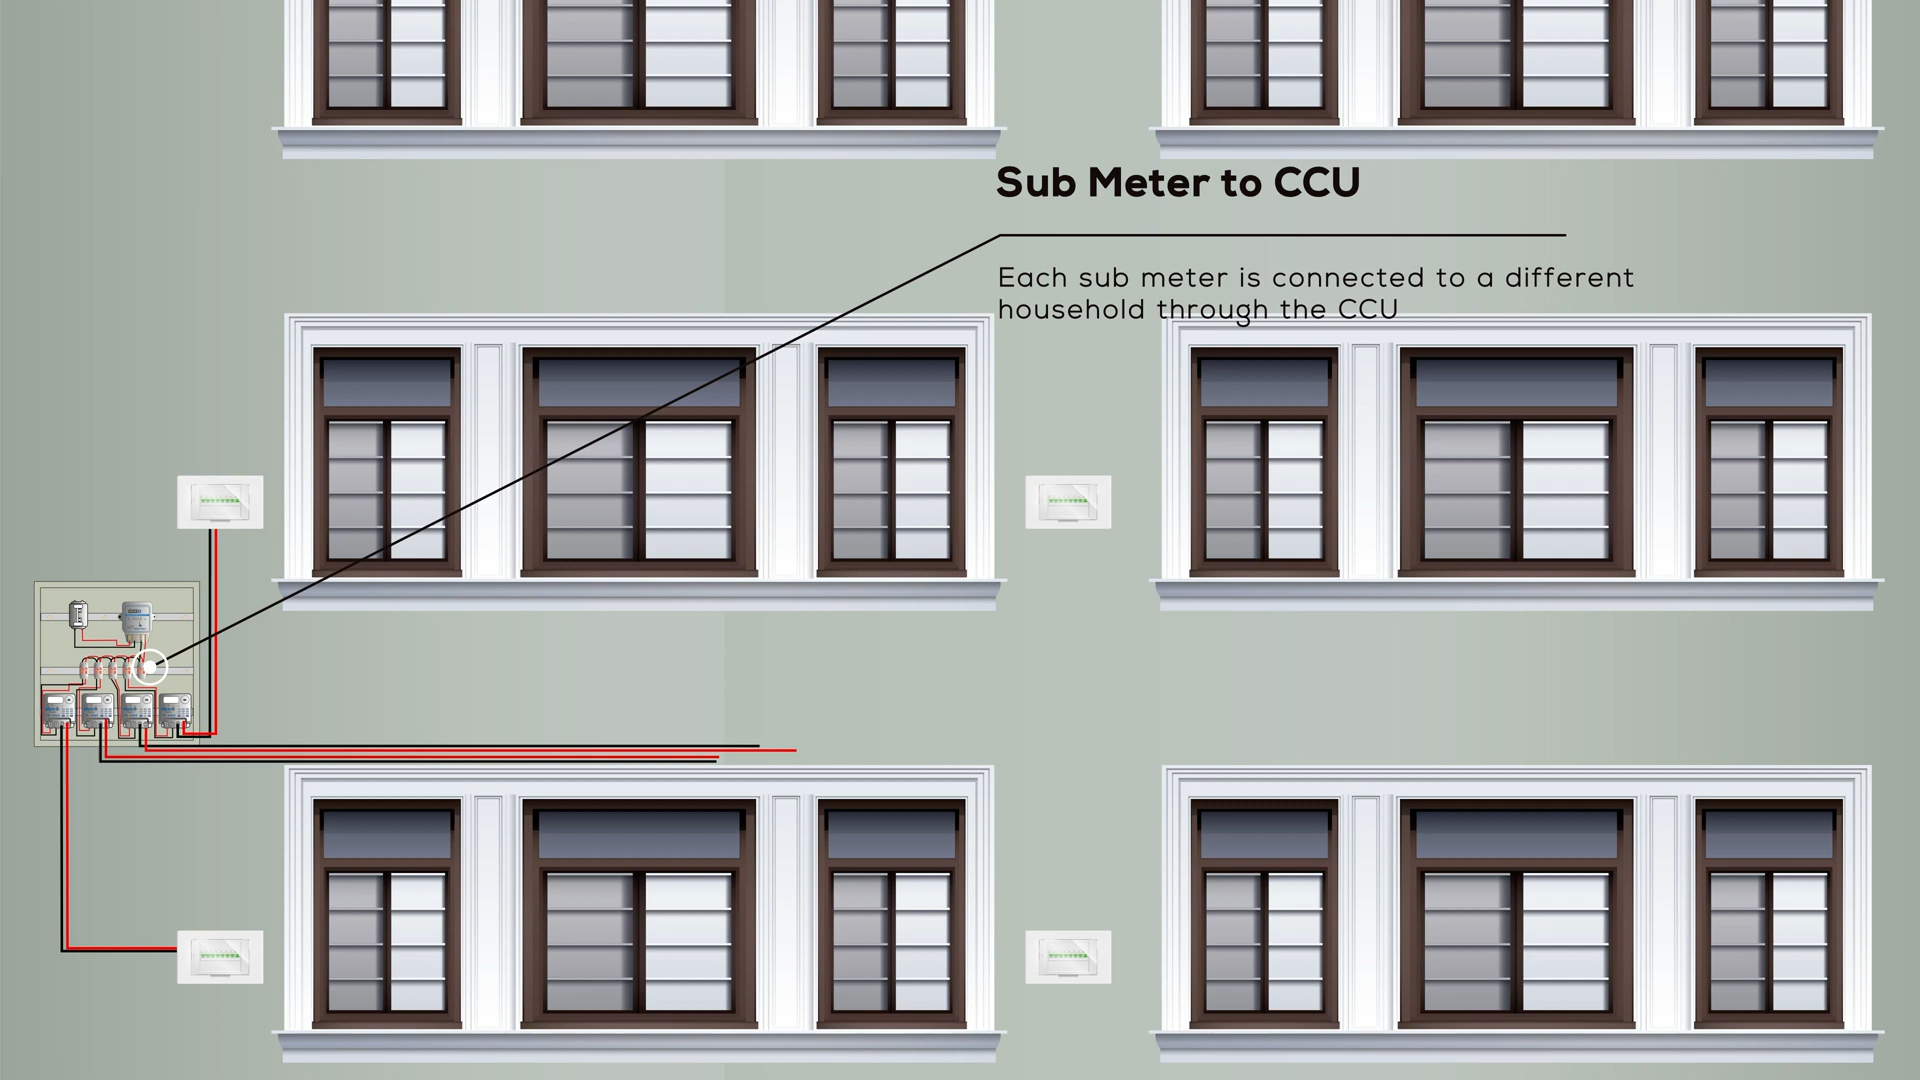 Sub Meter to CCU
Each sub meter is connected to a different
household through the CCU